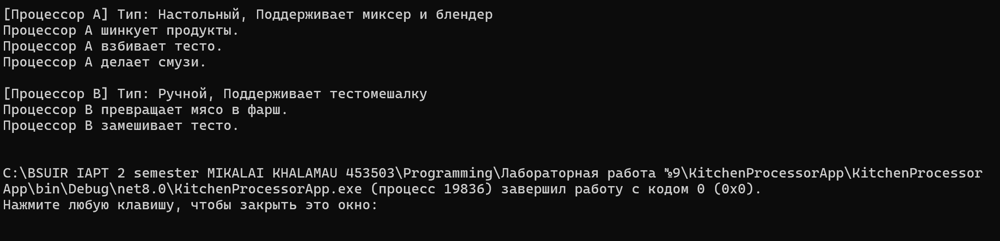 [Процессор А] Тип: Настольный, Поддерживает миксер и блендер
Процессор А шинкует продукты.
Процессор А взбивает тесто.
Процессор А делает смузи.
[Процессор B] Тип: Ручной, Поддерживает тестомешалку
Процессор B превращает мясо в фарш.
Процессор B замешивает тесто.
C:\BSUIR IAPT 2 semester MIKALAI KHALAMAU 453503\Programming\Лабораторная работа №9\KitchenProcessorApp\KitchenProcessor
App\bin\Debug\net8.0\KitchenProcessorApp.exe (процесс 19836) завершил работу с кодом 0 (0x0).
Нажмите любую клавишу, чтобы закрыть это окно: